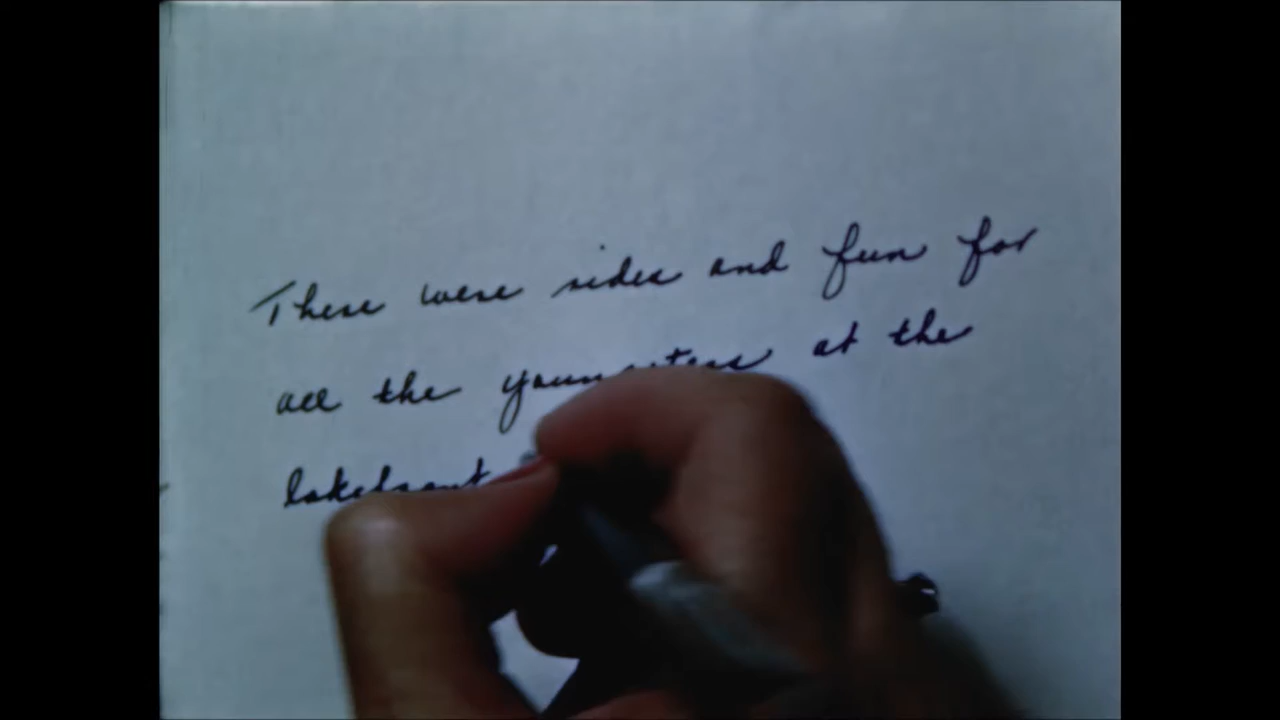 There were rides and fun for
all the youngsters at the
lakefront